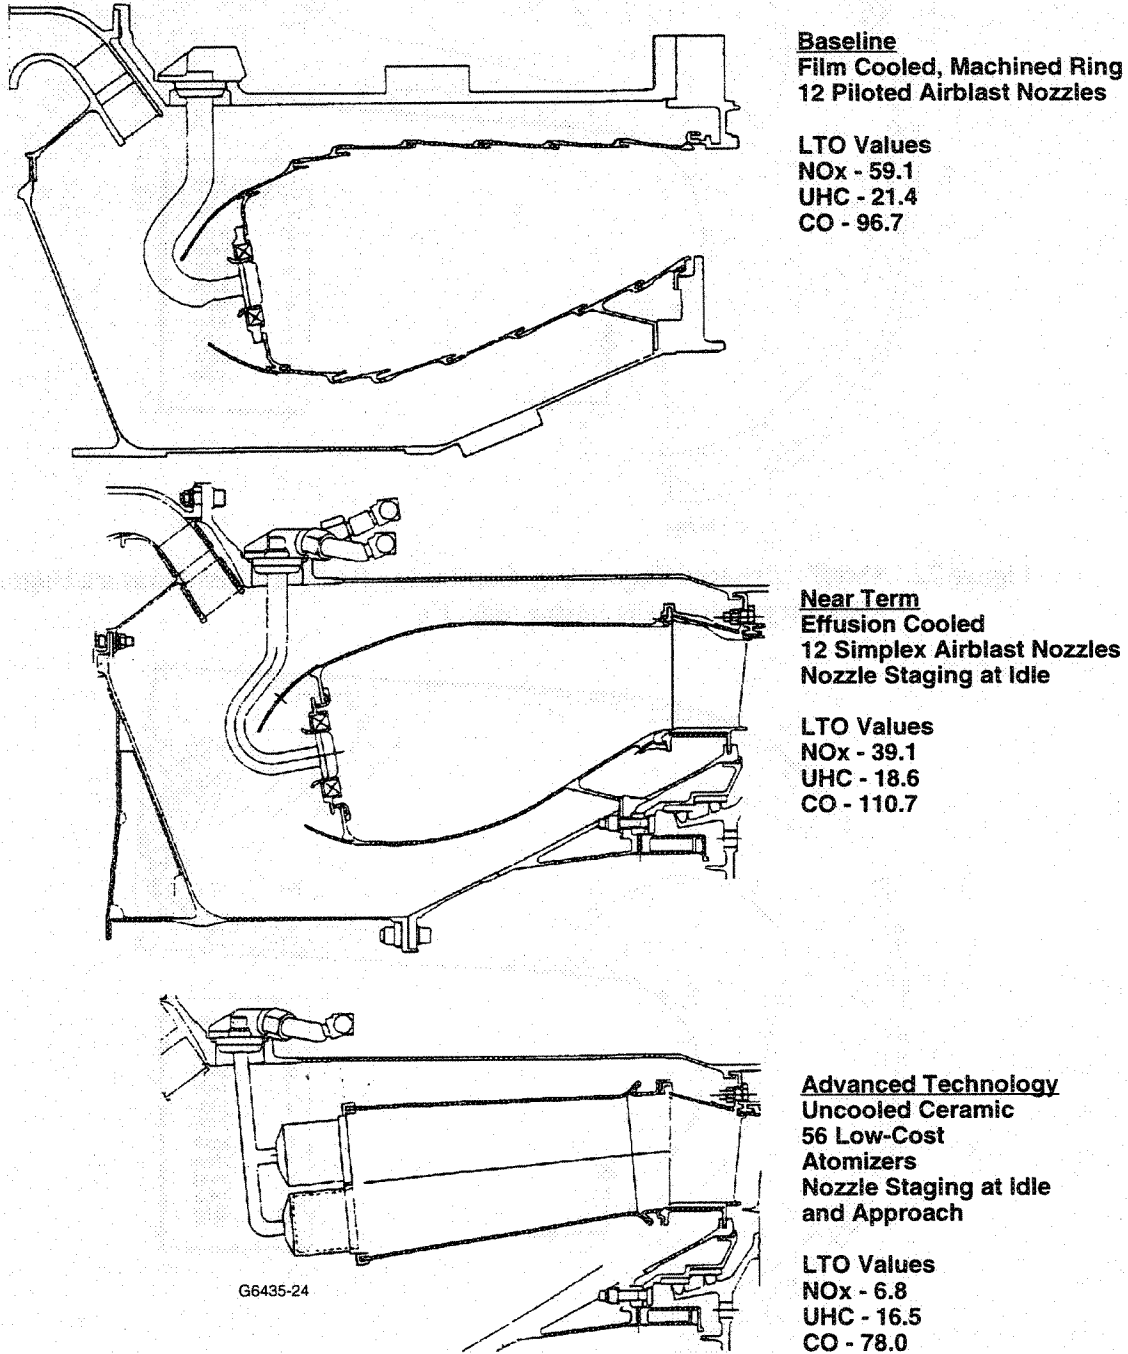 Baseline
Film Cooled, Machined Ring
12 Piloted Airblast Nozzles
LTO Values
NOx - 59.1
UHC - 21.4
CO - 96.7
Near Term
Effusion Cooled
12 Simplex Airblast Nozzles
Nozzle Staging at Idle
LTO Values
NOx - 39.1
UHC - 18.6
CO - 110.7
Advanced Technology
Uncooled Ceramic
56 Low-Cost
Atomizers
Nozzle Staging at Idle
and Approach
LTO Values
NOx - 6.8
UHC - 16.5
CO - 78.0
G6435-24